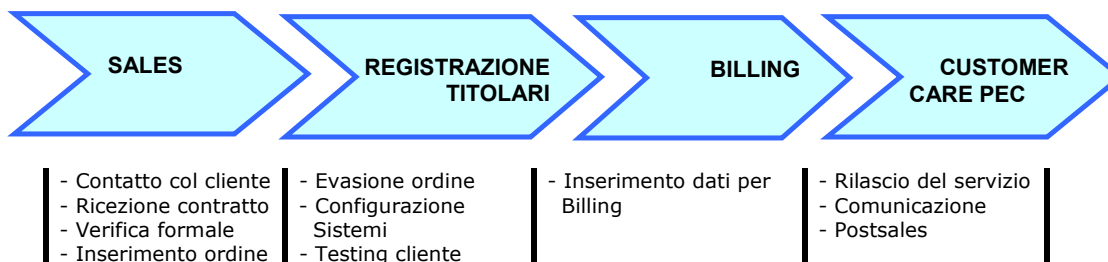 SALES
REGISTRAZIONE
TITOLARI
BILLING
CUSTOMER
CARE PEC
- Contatto col cliente
- Ricezione contratto
- Verifica formale
- Inserimento ordine
- Evasione ordine
- Configurazione
Sistemi
- Testing cliente
- Inserimento dati per
Billing
- Rilascio del servizio
- Comunicazione
- Postsales